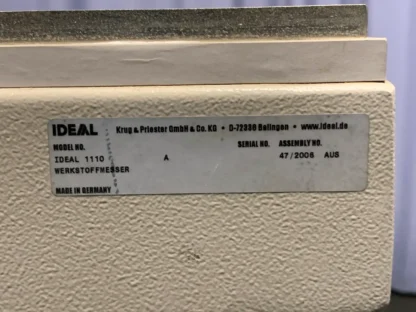 IDEAL Krug & Priester GmbH & Co. KG • D-72336 Balingen • www.ideal.de
MODEL NO. SERIAL NO. ASSEMBLY NO.
IDEAL 1110 A 47/2006 AUS
WERKSTOFFMESSER
MADE IN GERMANY